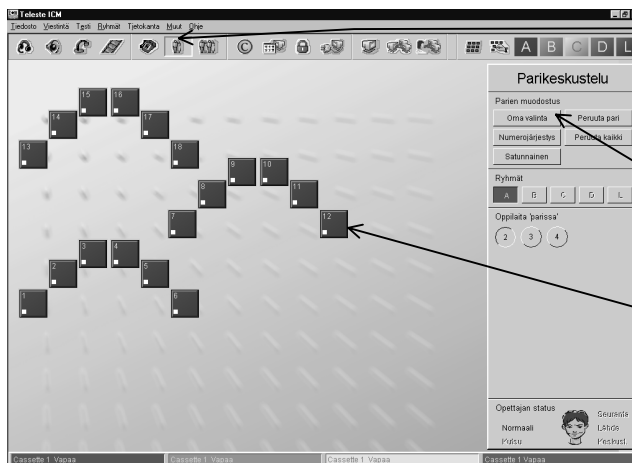 Teleste ICM
Tiedosto Viestintä Testi Ryhmät Tietokanta Muut Ohje
A B C D L
15 16
14 17
13 18
9 10
8 11
7 12
3 4
2 5
1 6
Parikeskustelu
Parien muodostus
Oma valinta Peruuta pari
Numerojärjestys Peruuta kaikki
Satunnainen
Ryhmät
A B C D L
Oppilaita 'parissa'
2 3 4
Opettajan status
Seuranta
Normaali Lähde
Kutsu Keskust.
Cassette 1 Vapaa Cassette 1 Vapaa Cassette 1 Vapaa Cassette 1 Vapaa